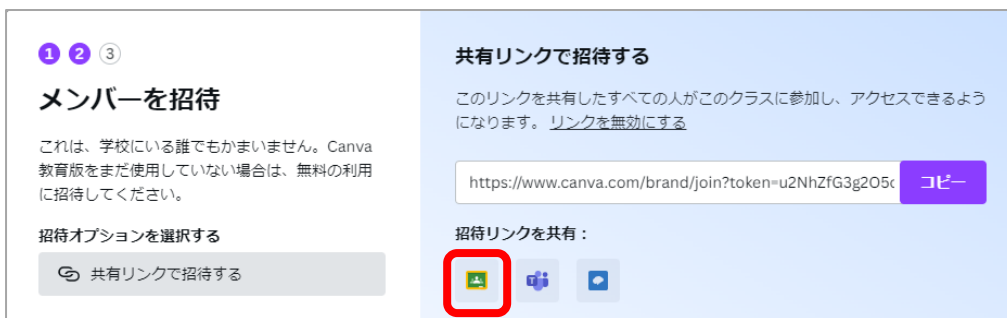 1 2 3
メンバーを招待
これは、学校にいる誰でもかまいません。Canva
教育版をまだ使用していない場合は、無料の利用
に招待してください。
招待オプションを選択する
共有リンクで招待する
共有リンクで招待する
このリンクを共有したすべての人がこのクラスに参加し、アクセスできるよう
になります。 リンクを無効にする
https://www.canva.com/brand/join?token=u2NhZfG3g2O5c
コピー
招待リンクを共有：